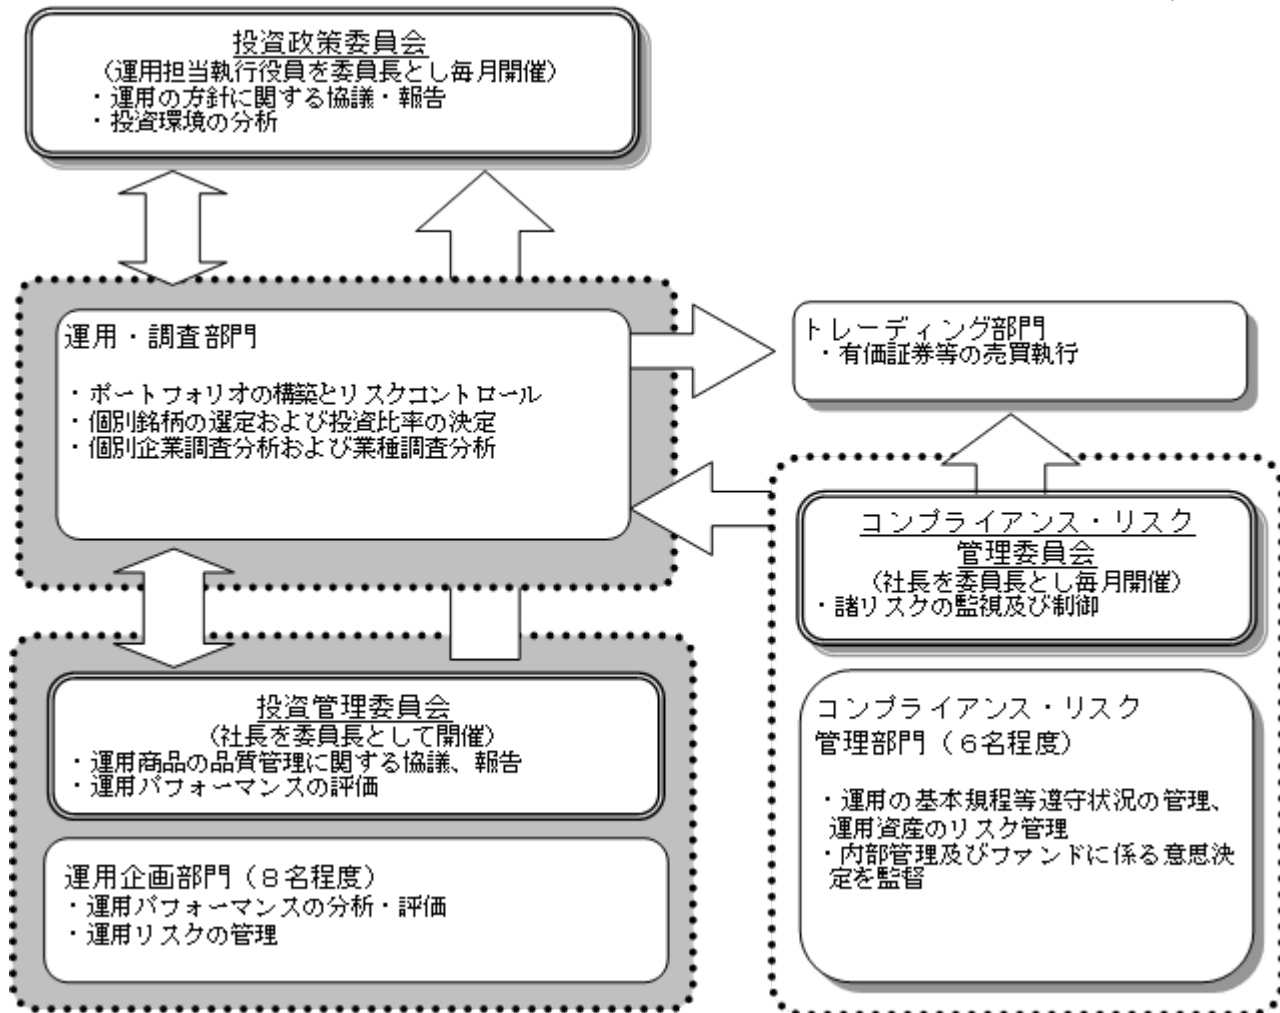 投資政策委員会
（運用担当執行役員を委員長とし毎月開催）
・運用の方針に関する協議・報告
・投資環境の分析
運用・調査部門
・ポートフォリオの構築とリスクコントロール
・個別銘柄の選定および投資比率の決定
・個別企業調査分析および業種調査分析
トレーディング部門
・有価証券等の売買執行
コンプライアンス・リスク
管理委員会
（社長を委員長とし毎月開催）
・諸リスクの監視及び制御
投資管理委員会
（社長を委員長として開催）
・運用商品の品質管理に関する協議、報告
・運用パフォーマンスの評価
運用企画部門（８名程度）
・運用パフォーマンスの分析・評価
・運用リスクの管理
コンプライアンス・リスク
管理部門（６名程度）
・運用の基本規程等遵守状況の管理、
運用資産のリスク管理
・内部管理及びファンドに係る意思決
定を監督